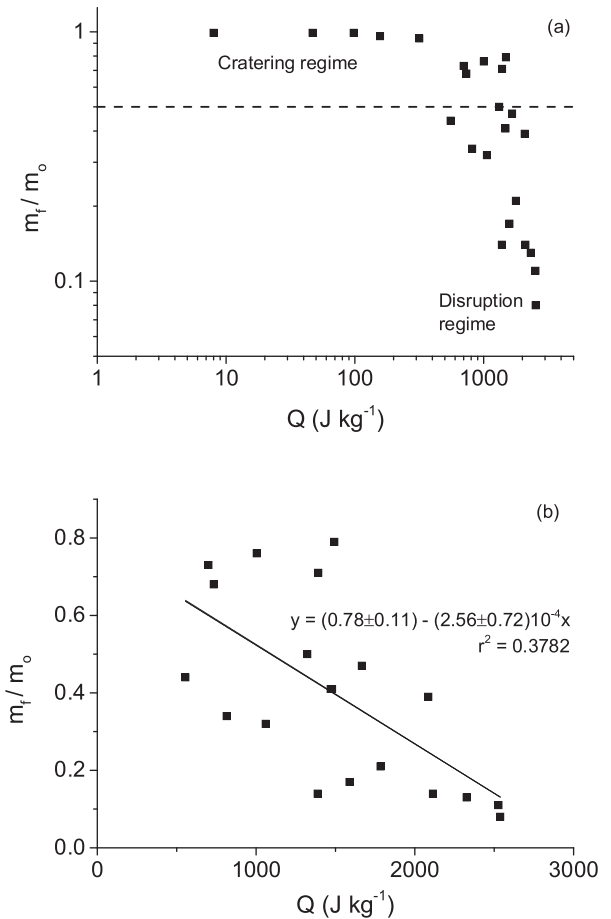 (a)
1
Cratering regime
m_f / m_o
0.1
Disruption
regime
1 10 100 1000
Q (J kg⁻¹)
(b)
0.8
y = (0.78±0.11) - (2.56±0.72)10⁻⁴x
0.6
r² = 0.3782
m_f / m_o
0.4
0.2
0.0
0 1000 2000 3000
Q (J kg⁻¹)